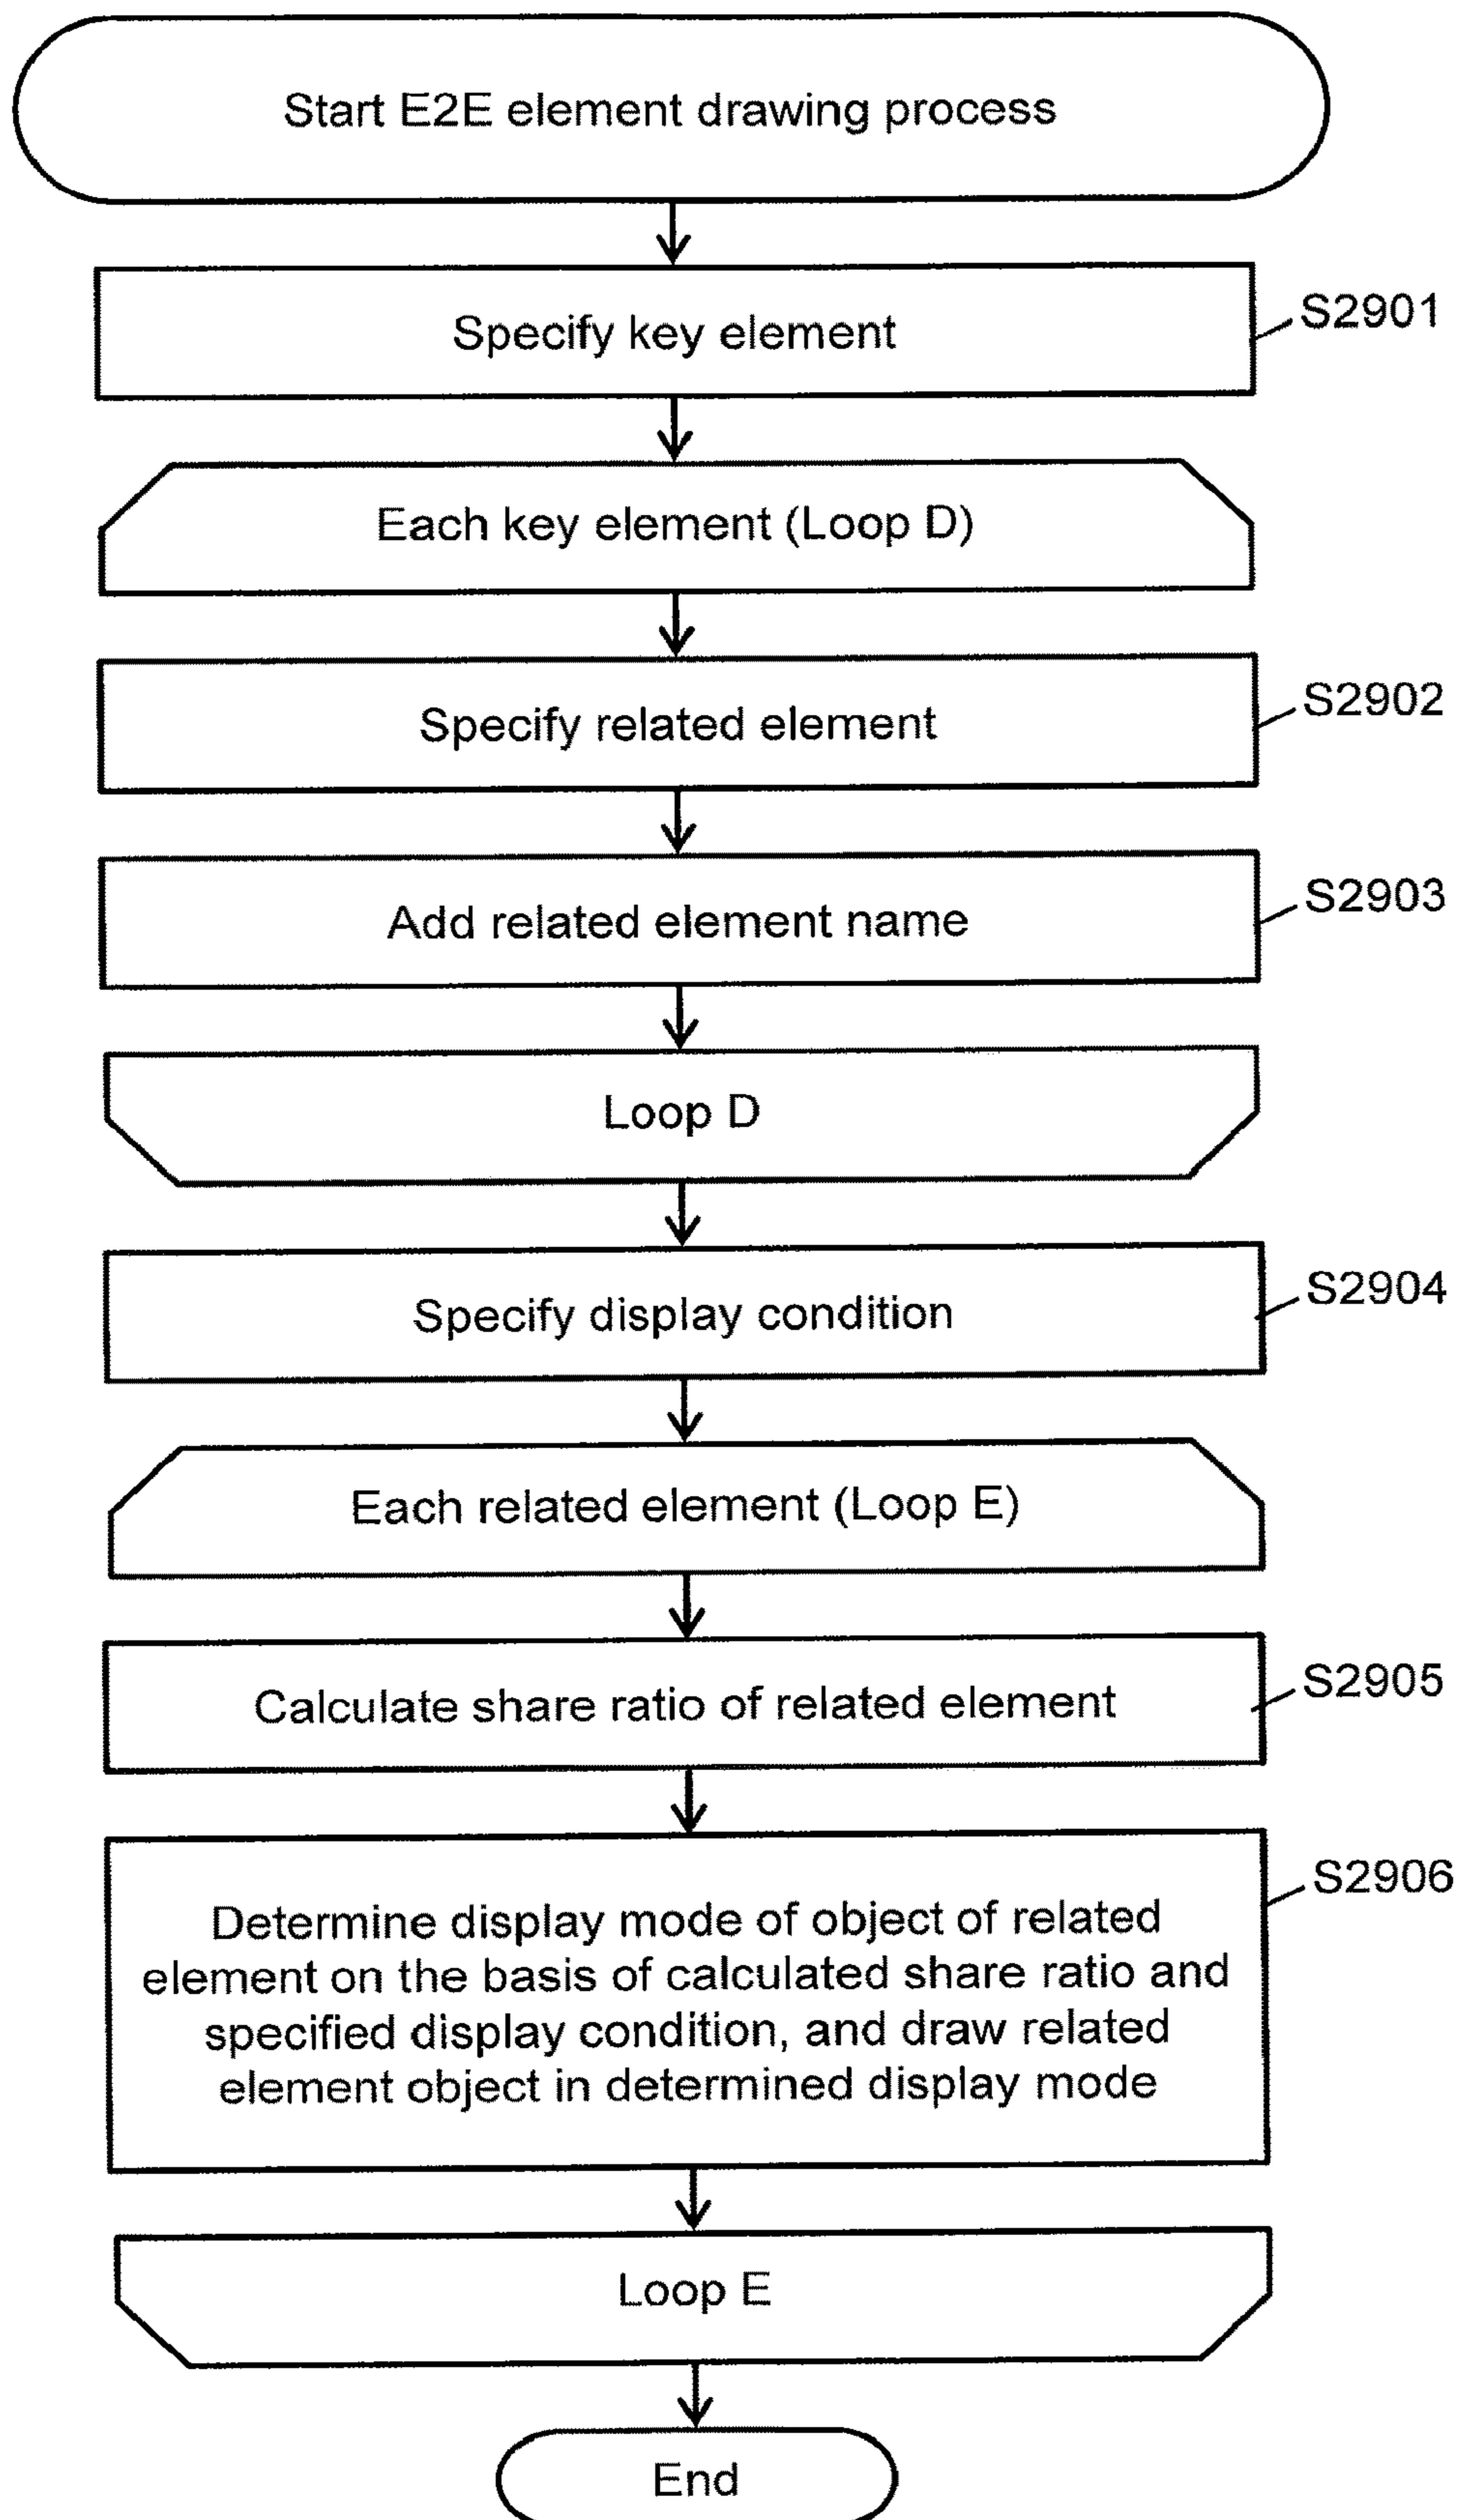 Start E2E element drawing process
Specify key element
S2901
Each key element (Loop D)
Specify related element
S2902
Add related element name
S2903
Loop D
Specify display condition
S2904
Each related element (Loop E)
Calculate share ratio of related element
S2905
Determine display mode of object of related
element on the basis of calculated share ratio and
specified display condition, and draw related
element object in determined display mode
S2906
Loop E
End